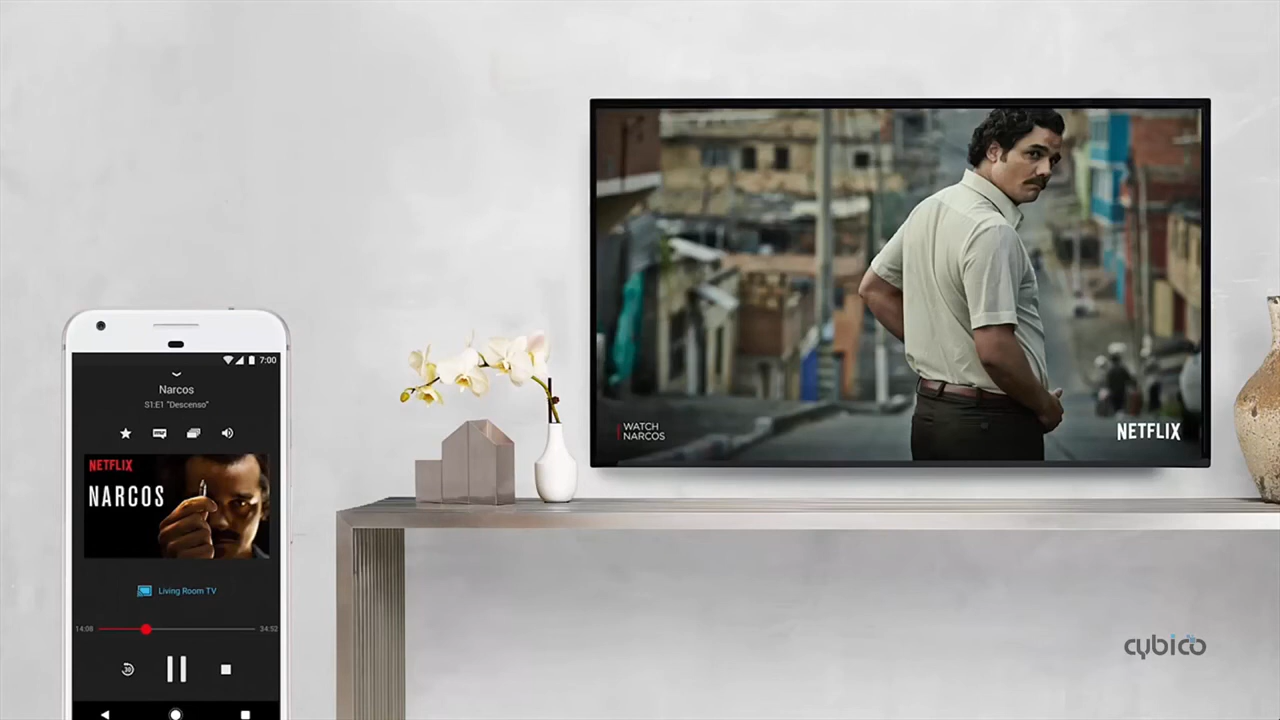 7:00
Narcos
S1:E1 "Descenso"
NETFLIX
NARCOS
Living Room TV
14:08
34:52
30
WATCH
NARCOS
NETFLIX
cybico